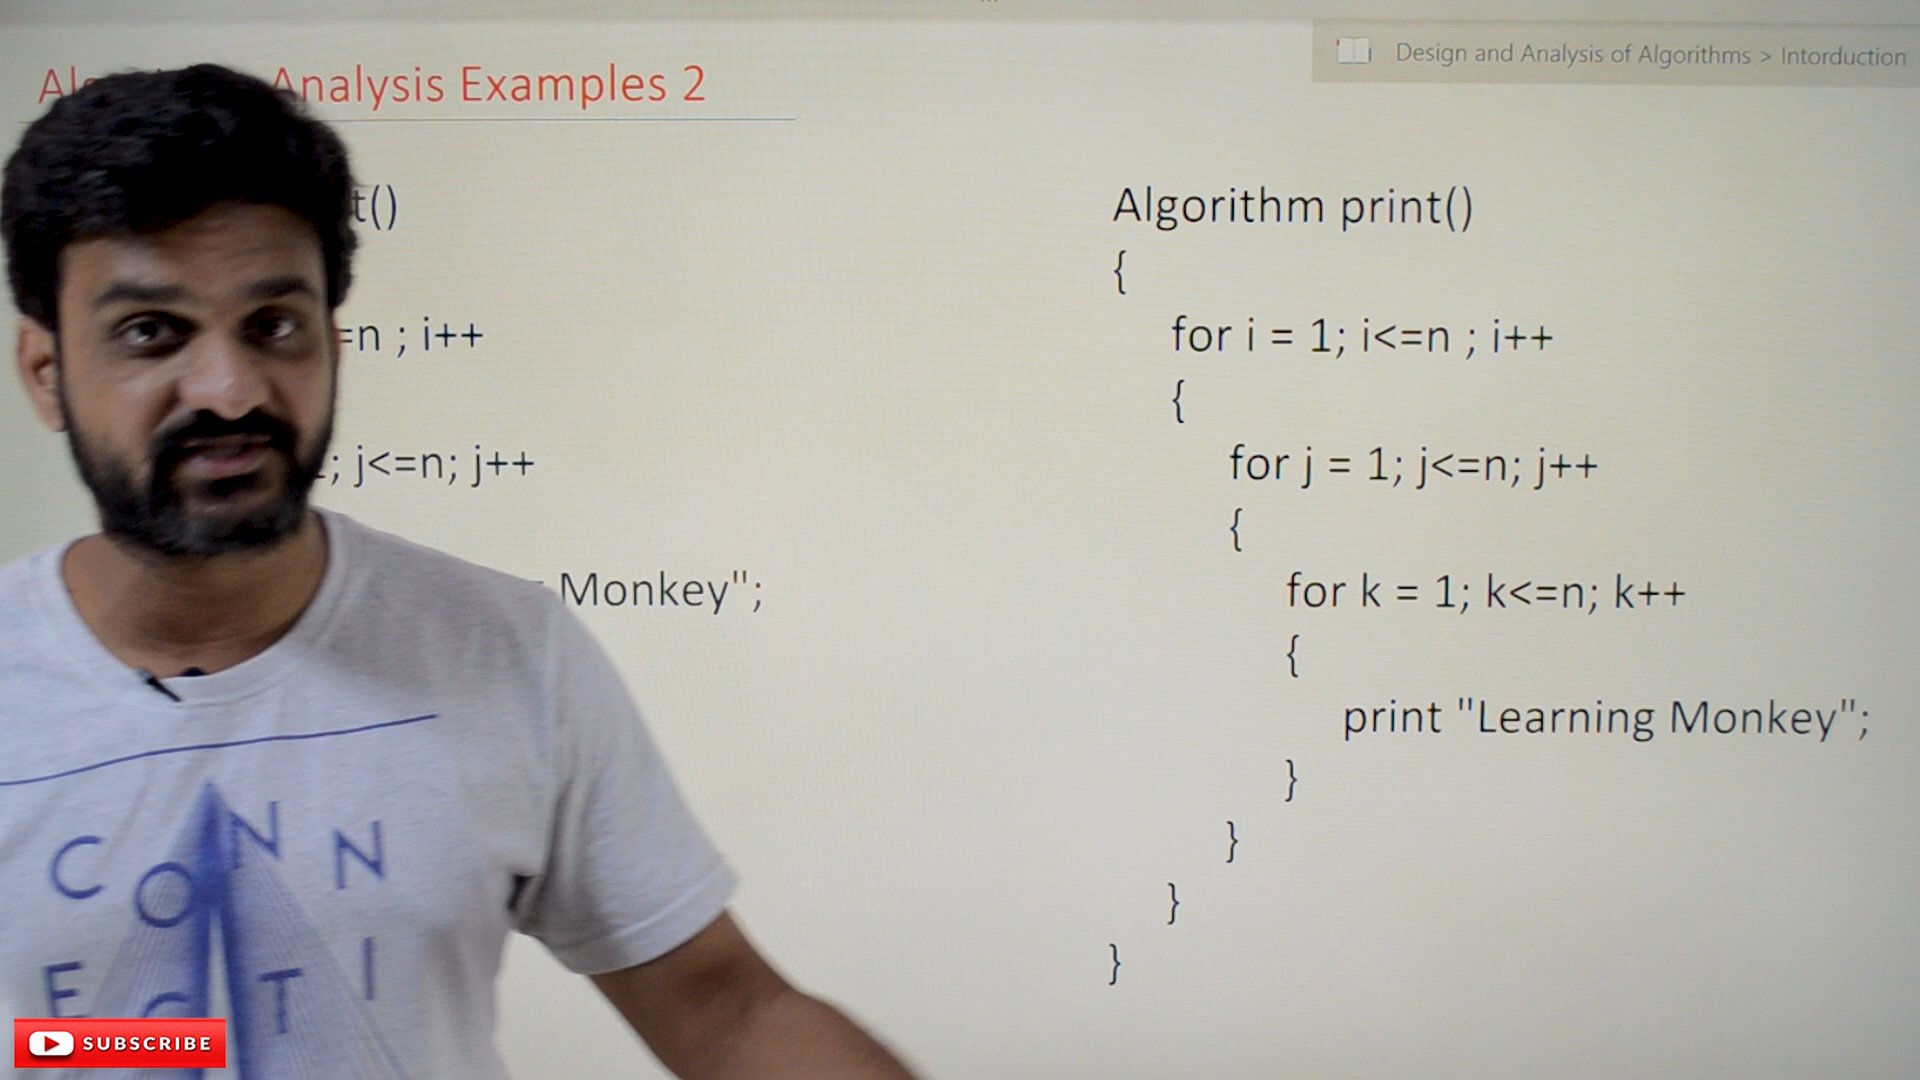 Design and Analysis of Algorithms > Intorduction
Analysis Examples 2
t()
=n ; i++
; j<=n; j++
Monkey";
Algorithm print()
{
for i = 1; i<=n ; i++
{
for j = 1; j<=n; j++
{
for k = 1; k<=n; k++
{
print "Learning Monkey";
}
}
}
}
C O N N
E C T I
SUBSCRIBE